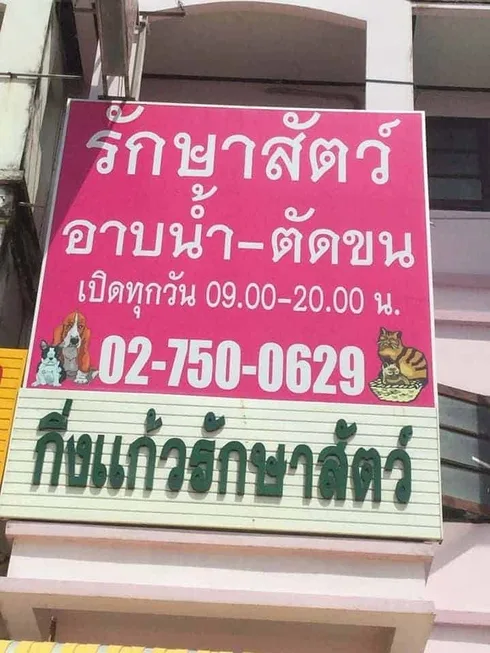 รักษาสัตว์
อาบน้ำ-ตัดขน
เปิดทุกวัน 09.00-20.00 น.
02-750-0629
กิ่งแก้วรักษาสัตว์